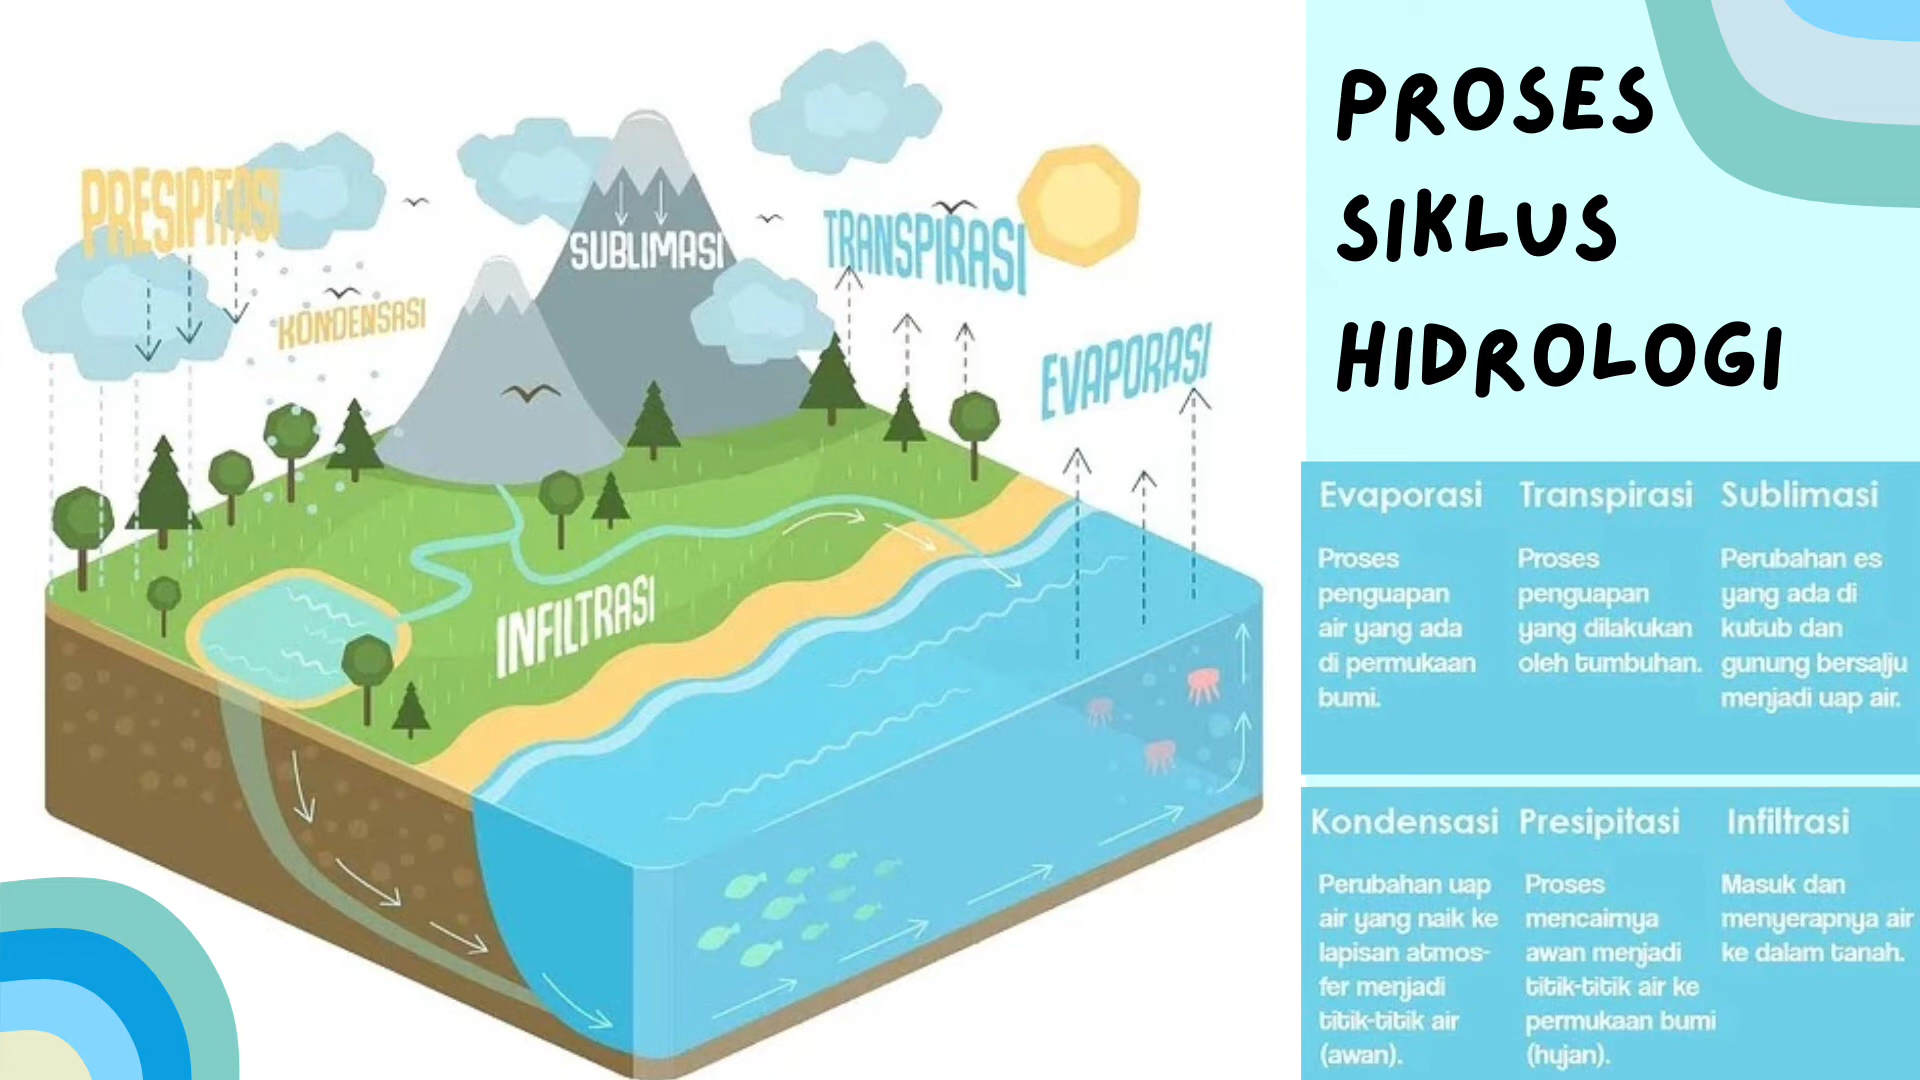 PRESIPITASI
KONDENSASI
SUBLIMASI
TRANSPIRASI
EVAPORASI
INFILTRASI
PROSES
SIKLUS
HIDROLOGI
Evaporasi
Proses
penguapan
air yang ada
di permukaan
bumi.
Transpirasi
Proses
penguapan
yang dilakukan
oleh tumbuhan.
Sublimasi
Perubahan es
yang ada di
kutub dan
gunung bersalju
menjadi uap air.
Kondensasi
Perubahan uap
air yang naik ke
lapisan atmos-
fer menjadi
titik-titik air
(awan).
Presipitasi
Proses
mencairnya
awan menjadi
titik-titik air ke
permukaan bumi
(hujan).
Infiltrasi
Masuk dan
menyerapnya air
ke dalam tanah.